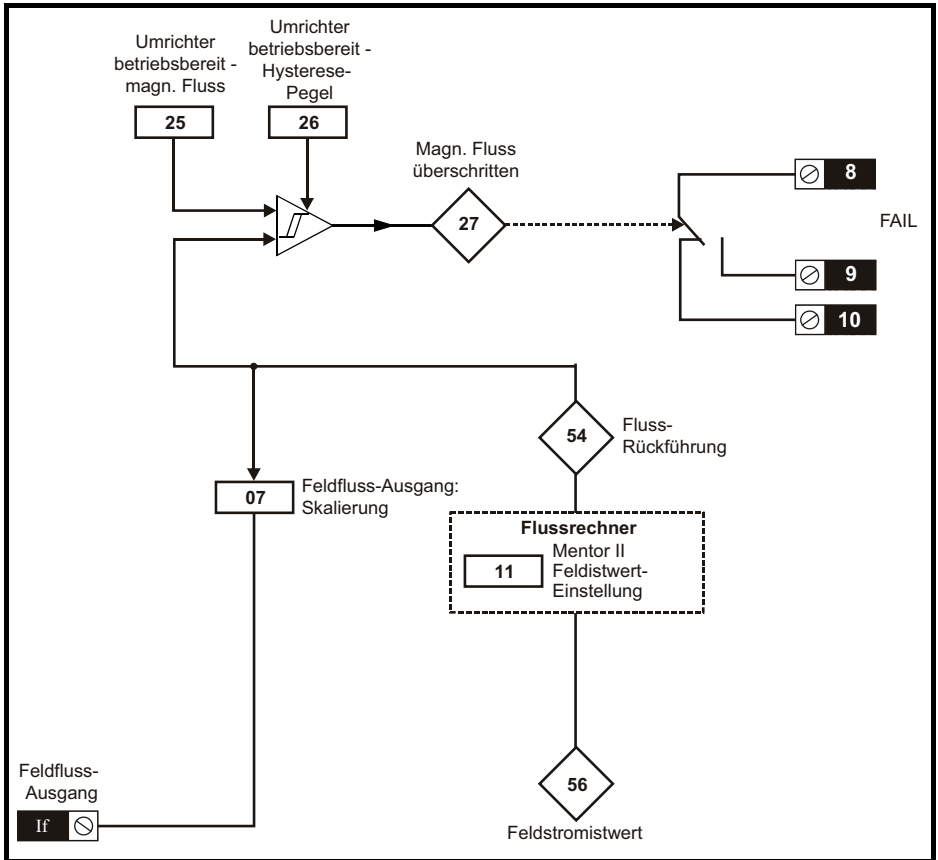 Umrichter
betriebsbereit -
magn. Fluss
25
Umrichter
betriebsbereit -
Hysterese-
Pegel
26
Magn. Fluss
überschritten
27
8
FAIL
9
10
54
Fluss-
Rückführung
07
Feldfluss-Ausgang:
Skalierung
Flussrechner
11
Mentor II
Feldistwert-
Einstellung
Feldfluss-
Ausgang
If
56
Feldstromistwert